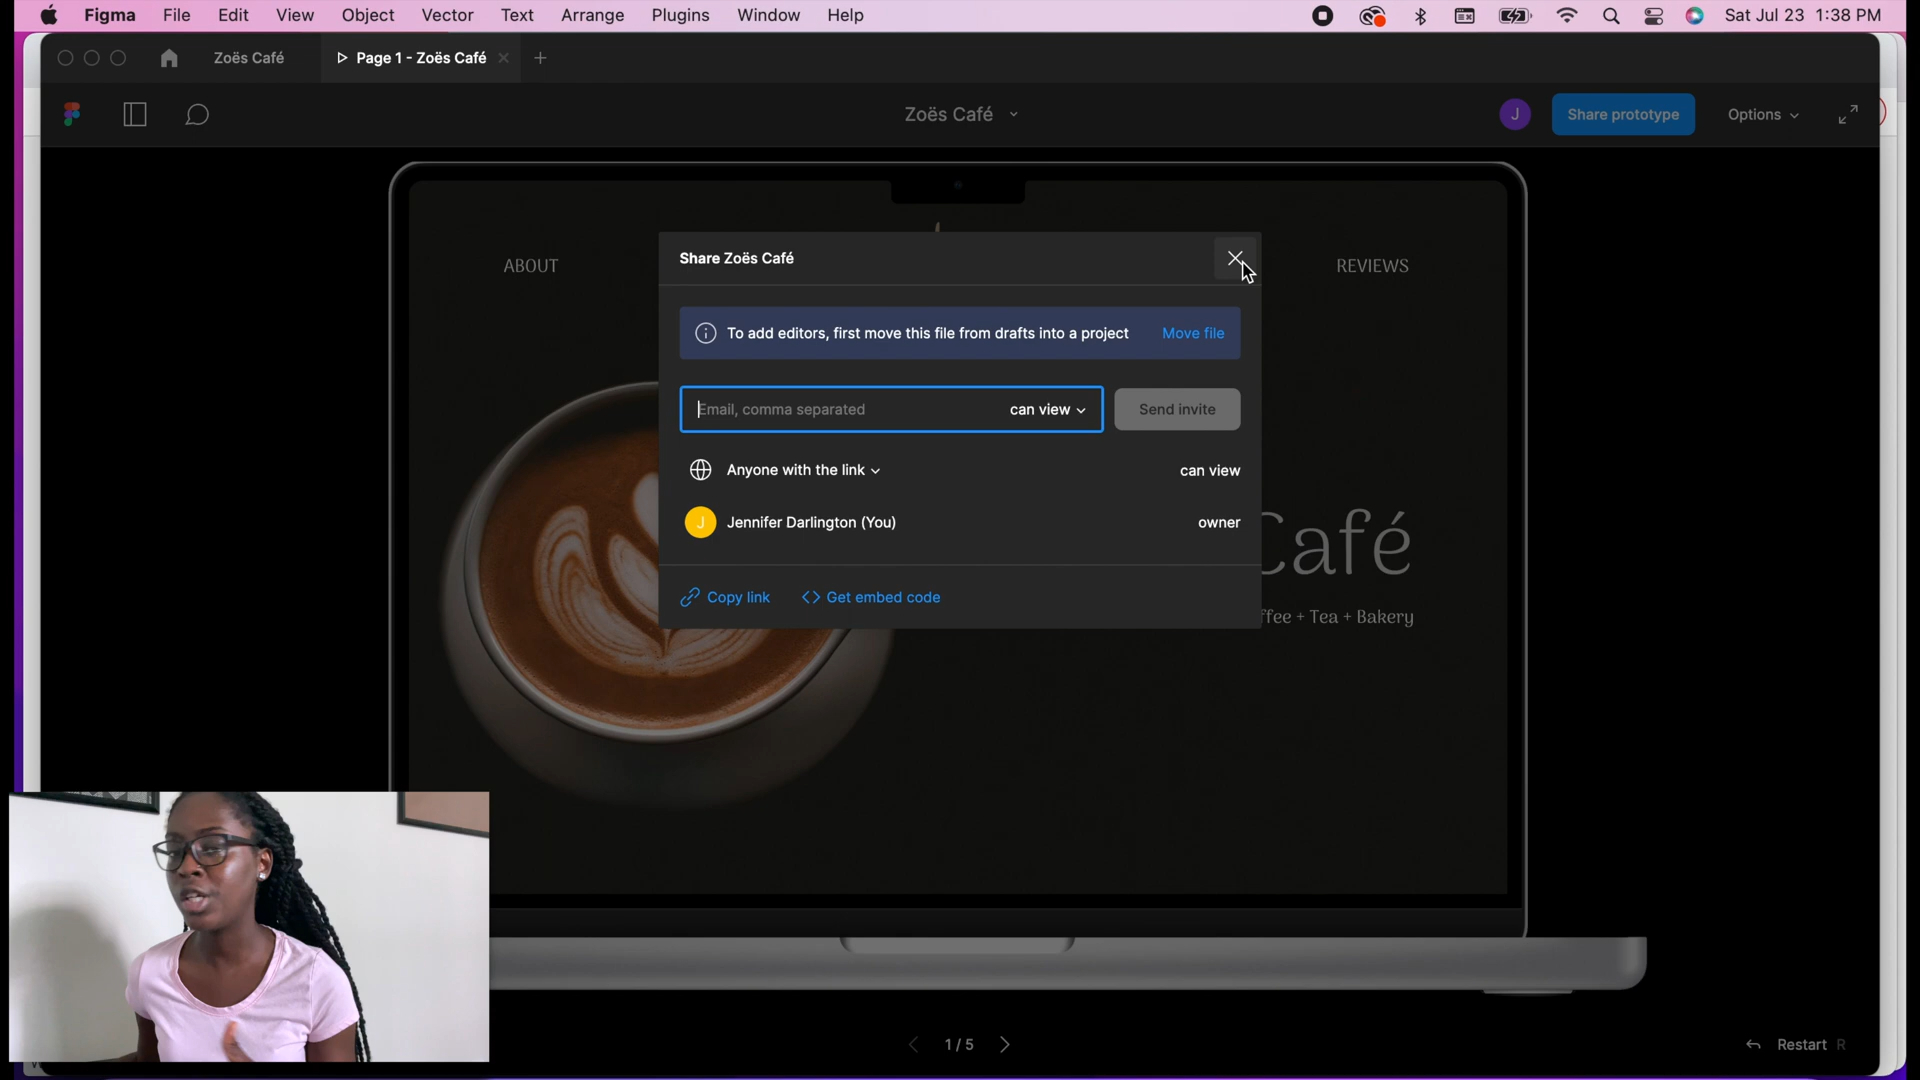 Figma File Edit View Object Vector Text Arrange Plugins Window Help Sat Jul 23 1:38 PM
Zoës Café Page 1 - Zoës Café
Zoës Café J Share prototype Options
ABOUT REVIEWS
Share Zoës Café
To add editors, first move this file from drafts into a project Move file
Email, comma separated can view Send invite
Anyone with the link can view
J Jennifer Darlington (You) owner
Café
ffee + Tea + Bakery
Copy link <> Get embed code
1 / 5 Restart R